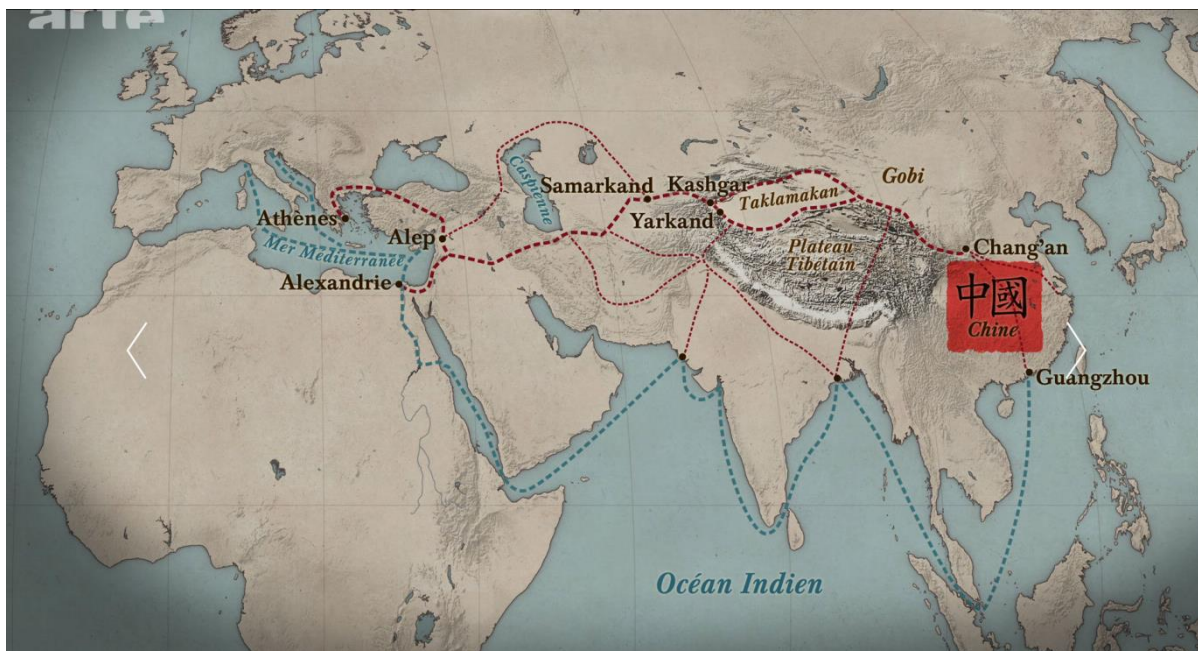 arte
Caspienne
Samarkand
Kashgar
Taklamakan
Gobi
Yarkand
Athènes
Alep
Mer Méditerranée
Plateau
Tibétain
Chang'an
Alexandrie
中國
Chine
Guangzhou
Océan Indien